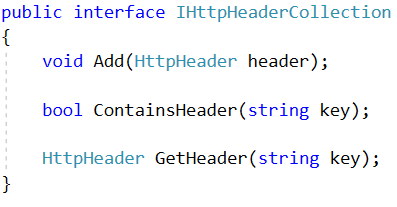 public interface IHttpHeaderCollection
{
void Add(HttpHeader header);
bool ContainsHeader(string key);
HttpHeader GetHeader(string key);
}